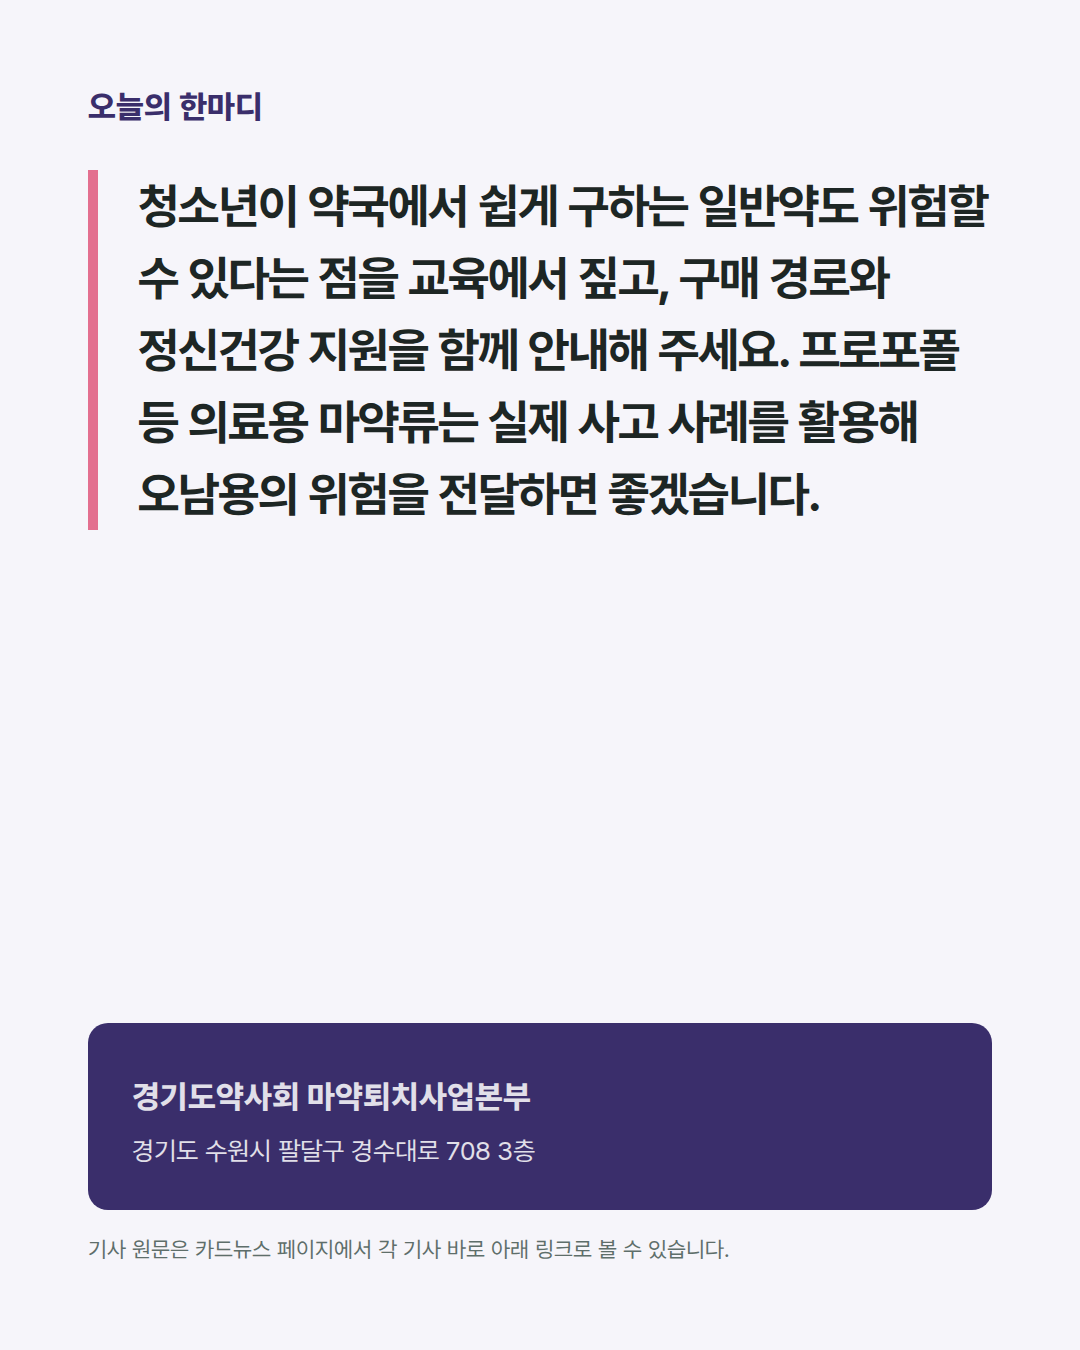 오늘의 한마디
청소년이 약국에서 쉽게 구하는 일반약도 위험할
수 있다는 점을 교육에서 짚고, 구매 경로와
정신건강 지원을 함께 안내해 주세요. 프로포폴
등 의료용 마약류는 실제 사고 사례를 활용해
오남용의 위험을 전달하면 좋겠습니다.
경기도약사회 마약퇴치사업본부
경기도 수원시 팔달구 경수대로 708 3층
기사 원문은 카드뉴스 페이지에서 각 기사 바로 아래 링크로 볼 수 있습니다.